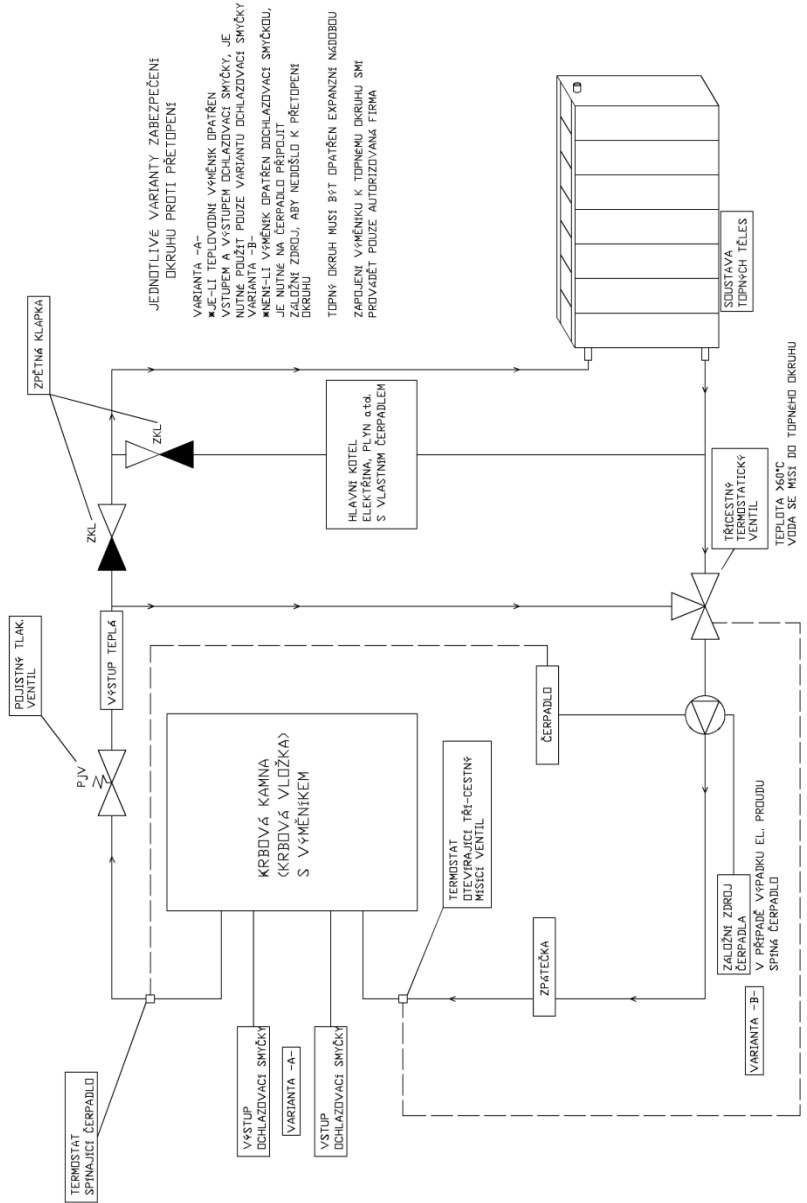 TERMOSTAT
SPÍNAJÍCÍ ČERPADLO
POJISTNÝ TLAK.
VENTIL
PJV
VÝSTUP TEPLÁ
ZPĚTNÁ KLAPKA
ZKL
ZKL
JEDNOTLIVÉ VARIANTY ZABEZPEČENÍ
OKRUHU PROTI PŘETOPENÍ
VARIANTA -A-
*JE-LI TEPLOVODNÍ VÝMĚNÍK OPATŘEN
VSTUPEM A VÝSTUPEM OCHLAZOVACÍ SMYČKY, JE
NUTNÉ POUŽÍT POUZE VARIANTU OCHLAZOVACÍ SMYČKY
VARIANTA -B-
*NENÍ-LI VÝMĚNÍK OPATŘEN DOCHLAZOVACÍ SMYČKOU,
JE NUTNÉ NA ČERPADLO PŘIPOJIT
ZÁLOŽNÍ ZDROJ, ABY NEDOŠLO K PŘETOPENÍ
OKRUHU
TOPNÝ OKRUH MUSÍ BÝT OPATŘEN EXPANZNÍ NÁDOBOU
ZAPOJENÍ VÝMĚNÍKU K TOPNÉMU OKRUHU SMÍ
PROVÁDĚT POUZE AUTORIZOVANÁ FIRMA
VÝSTUP
OCHLAZOVACÍ SMYČKY
VARIANTA -A-
VSTUP
OCHLAZOVACÍ SMYČKY
KRBOVÁ KAMNA
(KRBOVÁ VLOŽKA)
S VÝMĚNÍKEM
HLAVNÍ KOTEL
ELEKTŘINA, PLYN atd.
S VLASTNÍM ČERPADLEM
TERMOSTAT
OTEVÍRAJÍCÍ TŘÍ-CESTNÝ
MÍSÍCÍ VENTIL
ČERPADLO
ZPÁTEČKA
ZÁLOŽNÍ ZDROJ
ČERPADLA
V PŘÍPADĚ VÝPADKU EL. PROUDU
SPÍNÁ ČERPADLO
VARIANTA -B-
TŘÍCESTNÝ
TERMOSTATICKÝ
VENTIL
TEPLOTA >60°C
VODA SE MÍSÍ DO TOPNÉHO OKRUHU
SOUSTAVA
TOPNÝCH TĚLES